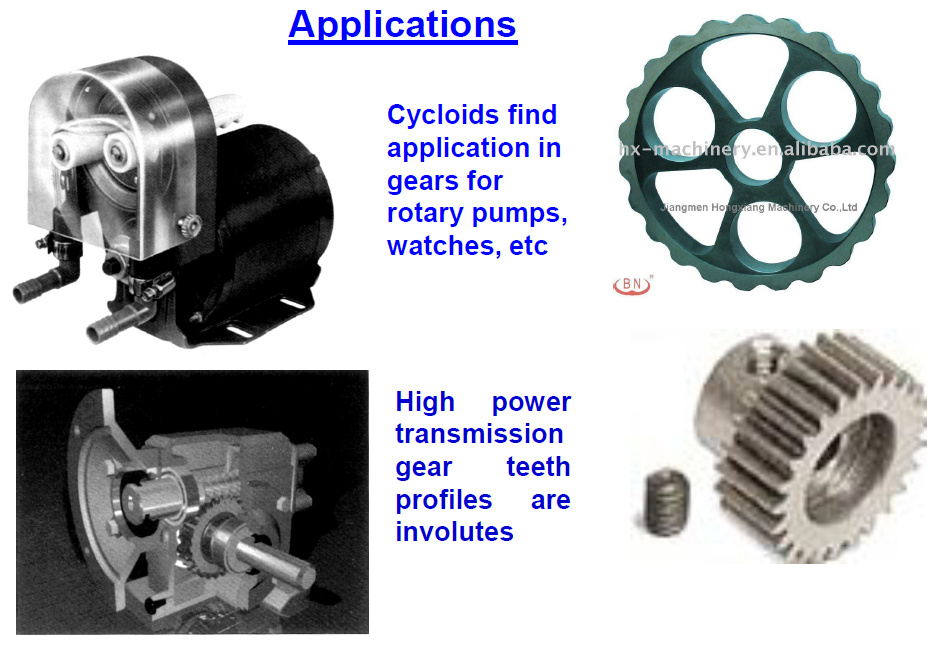 Applications
Cycloids find
application in
gears for
rotary pumps,
watches, etc
hx-machinery.en.alibaba.com
Jiangmen Hongxiang Machinery Co.,Ltd
BN®
High power
transmission
gear teeth
profiles are
involutes